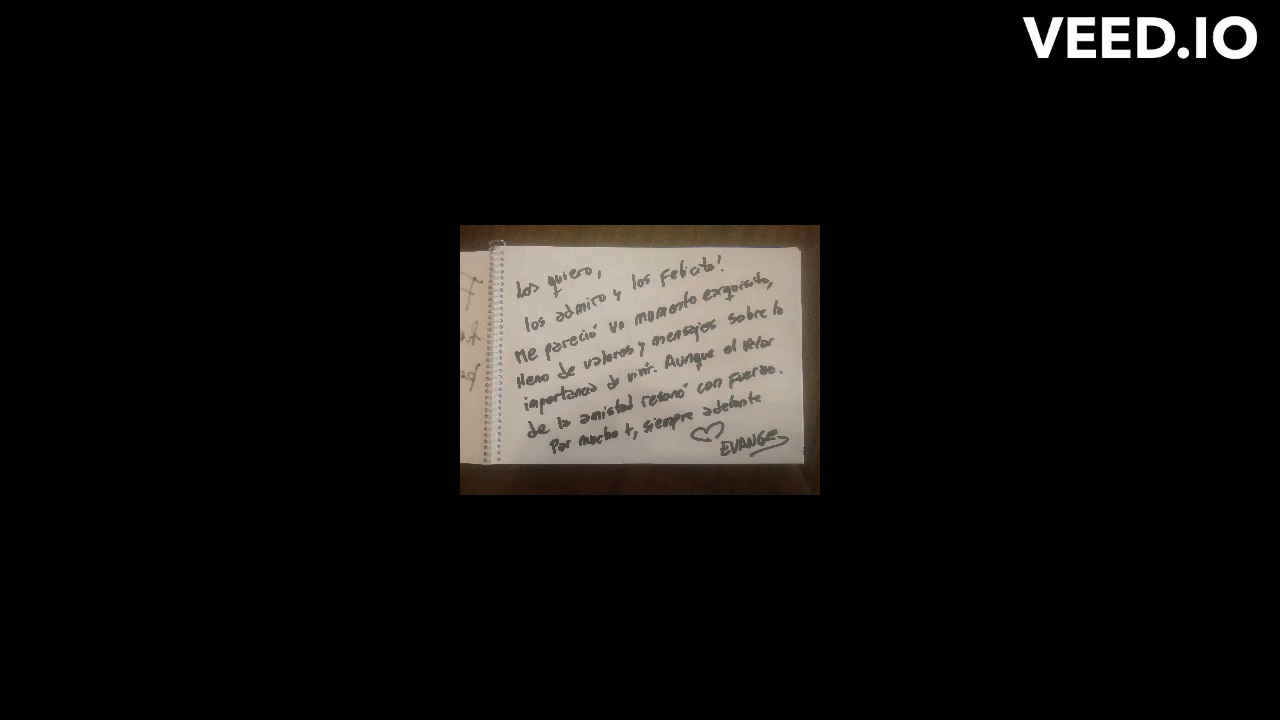 VEED.IO
Los quiero,
los admiro y los felicito!
Me pareció un momento exquisito,
lleno de valores y mensajes sobre la
importancia de vivir. Aunque el valor
de la amistad resonó con fuerza.
Por mucho +, siempre adelante
EVANGE